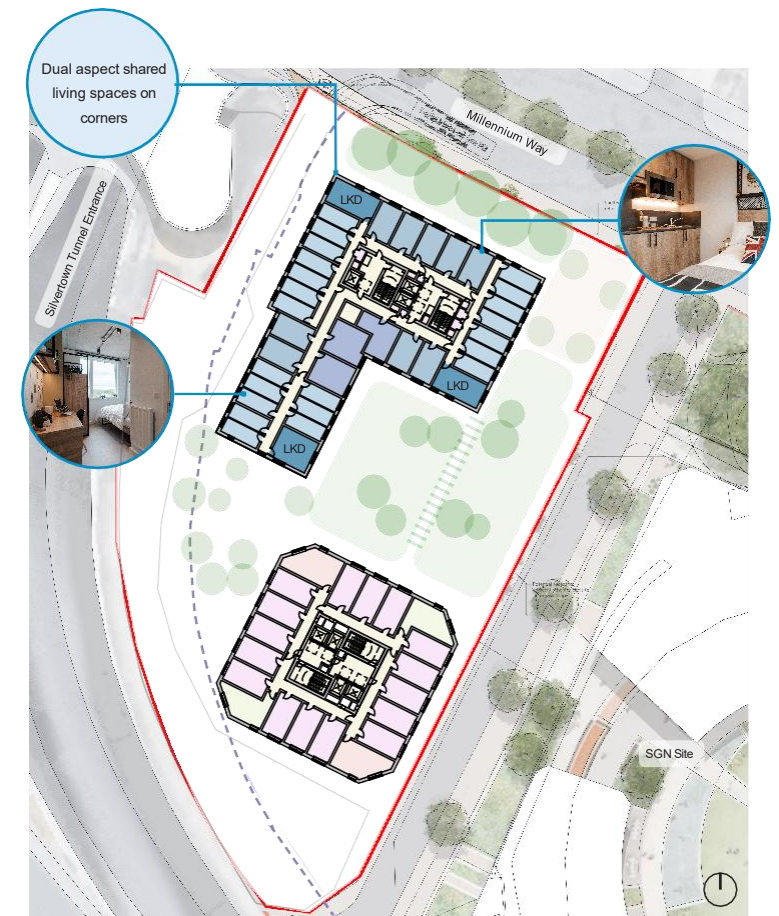 Dual aspect shared
living spaces on
corners
Millennium Way
Silvertown Tunnel Entrance
LKD
LKD
LKD
SGN Site